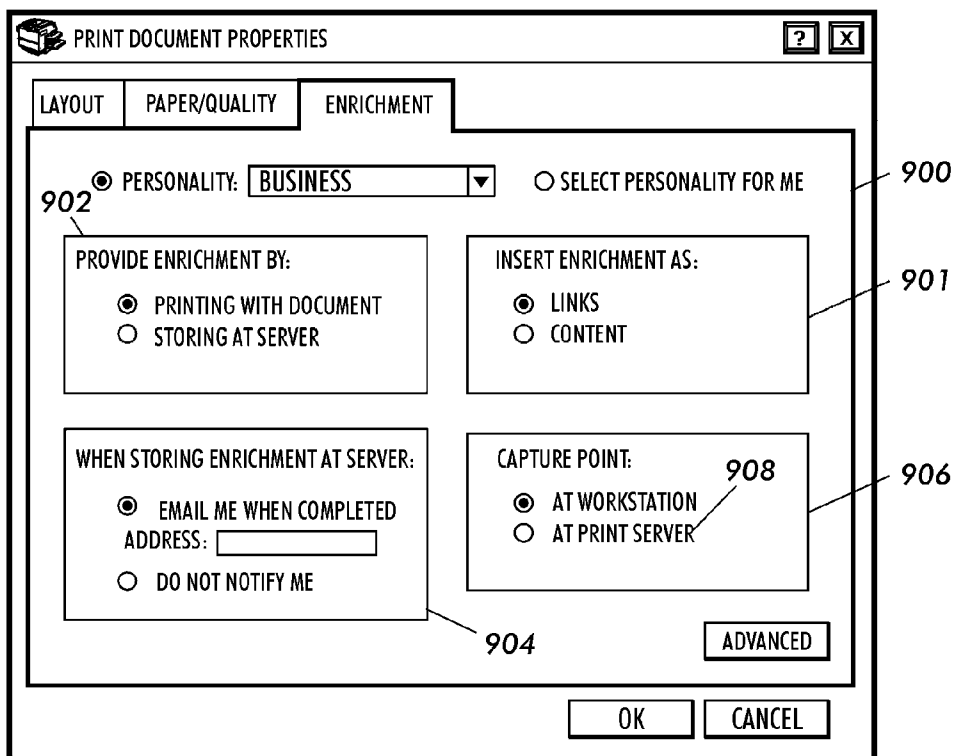 PRINT DOCUMENT PROPERTIES
? X
LAYOUT PAPER/QUALITY ENRICHMENT
PERSONALITY: BUSINESS SELECT PERSONALITY FOR ME
900
902
PROVIDE ENRICHMENT BY:
PRINTING WITH DOCUMENT
STORING AT SERVER
INSERT ENRICHMENT AS:
LINKS
CONTENT
901
WHEN STORING ENRICHMENT AT SERVER:
EMAIL ME WHEN COMPLETED
ADDRESS:
DO NOT NOTIFY ME
904
CAPTURE POINT:
908
AT WORKSTATION
AT PRINT SERVER
906
ADVANCED
OK CANCEL